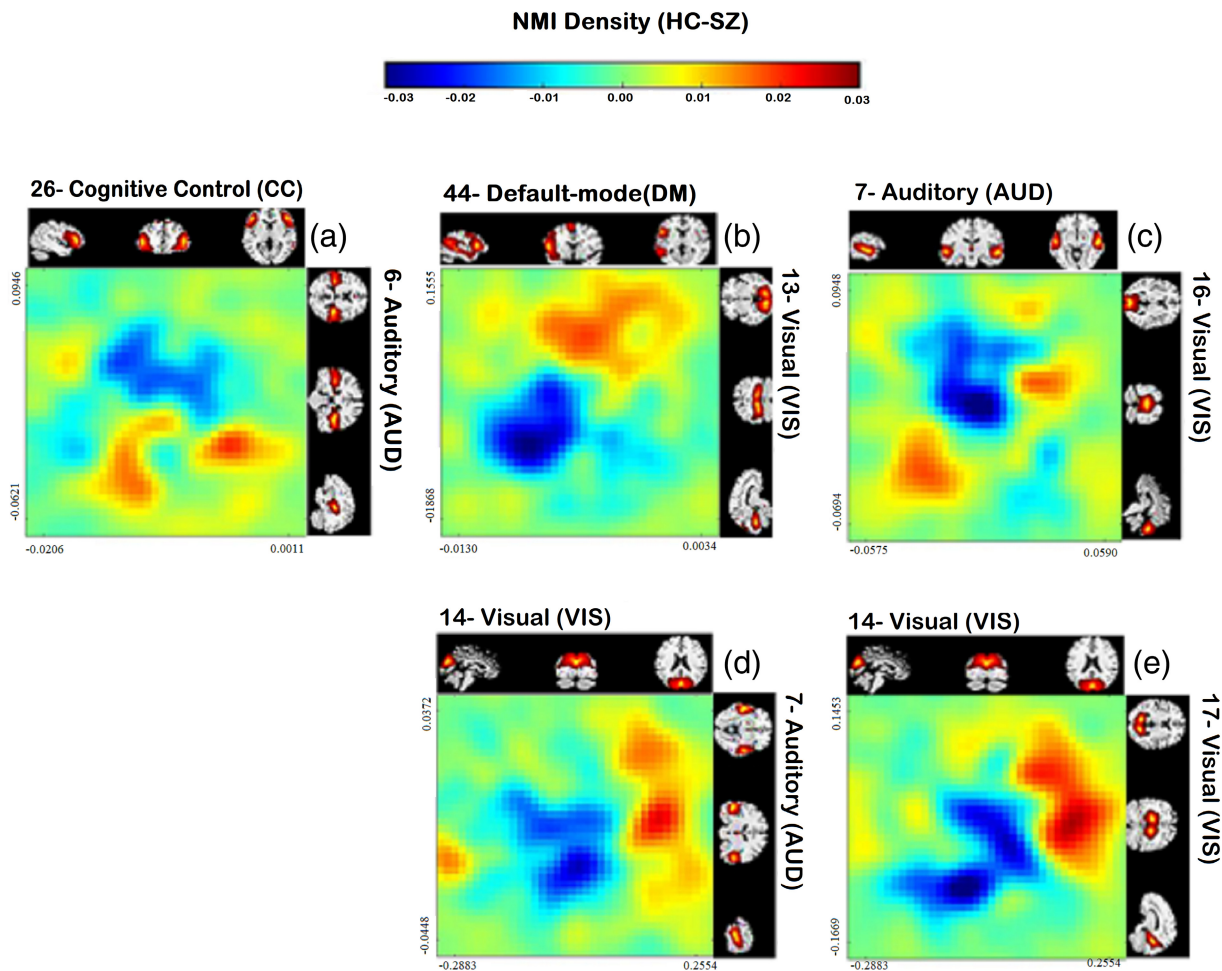 NMI Density (HC-SZ)
-0.03 -0.02 -0.01 0.00 0.01 0.02 0.03
26- Cognitive Control (CC)
(a)
6- Auditory (AUD)
0.0946
-0.0621
-0.0206 0.0011
44- Default-mode(DM)
(b)
13- Visual (VIS)
0.1555
-01868
-0.0130 0.0034
7- Auditory (AUD)
(c)
16- Visual (VIS)
0.0948
-0.0694
-0.0575 0.0590
14- Visual (VIS)
(d)
7- Auditory (AUD)
0.0372
-0.0448
-0.2883 0.2554
14- Visual (VIS)
(e)
17- Visual (VIS)
0.1453
-0.1669
-0.2883 0.2554